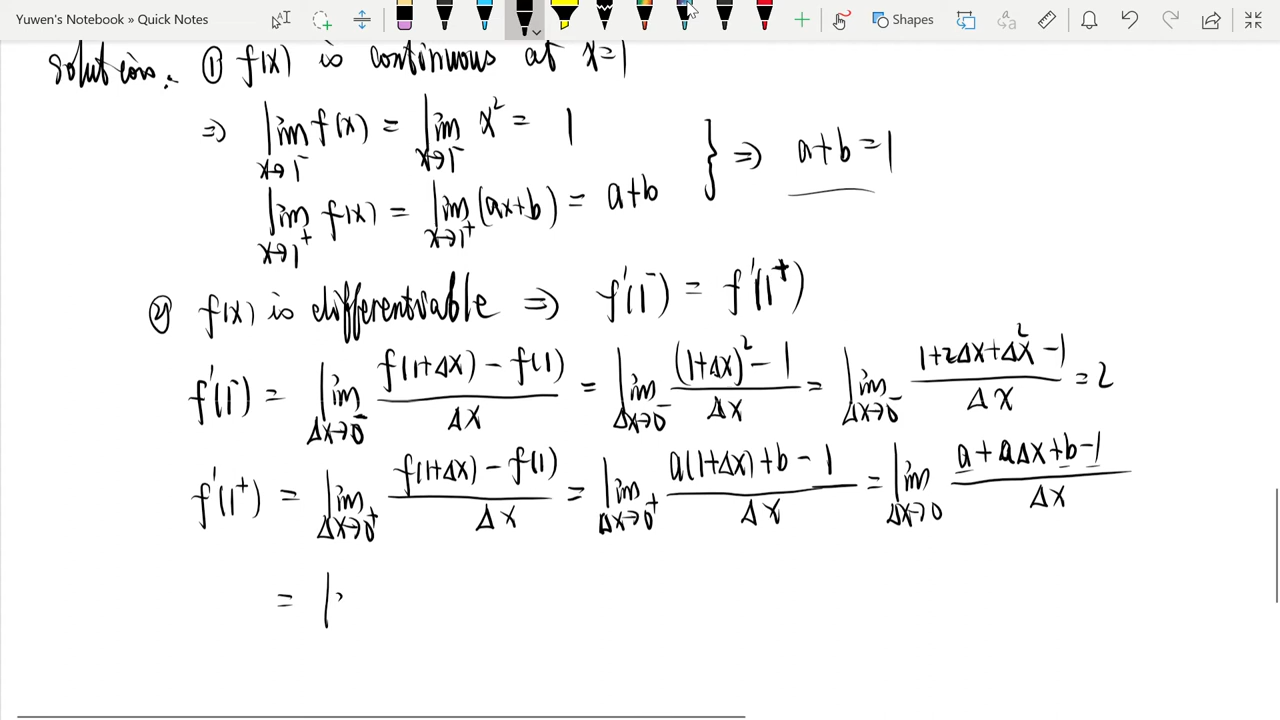 Yuwen's Notebook » Quick Notes
Shapes
Solution: ① f(x) is continuous at x=1
⇒ lim_{x→1⁻} f(x) = lim_{x→1⁻} x² = 1
lim_{x→1⁺} f(x) = lim_{x→1⁺} (ax+b) = a+b } ⇒ a+b=1
② f(x) is differentiable ⇒ f'(1⁻) = f'(1⁺)
f'(1⁻) = lim_{Δx→0⁻} (f(1+Δx) - f(1))/Δx = lim_{Δx→0⁻} ((1+Δx)² - 1)/Δx = lim_{Δx→0⁻} (1+2Δx+Δx² - 1)/Δx = 2
f'(1⁺) = lim_{Δx→0⁺} (f(1+Δx) - f(1))/Δx = lim_{Δx→0⁺} (a(1+Δx)+b - 1)/Δx = lim_{Δx→0} (a+aΔx+b-1)/Δx
=